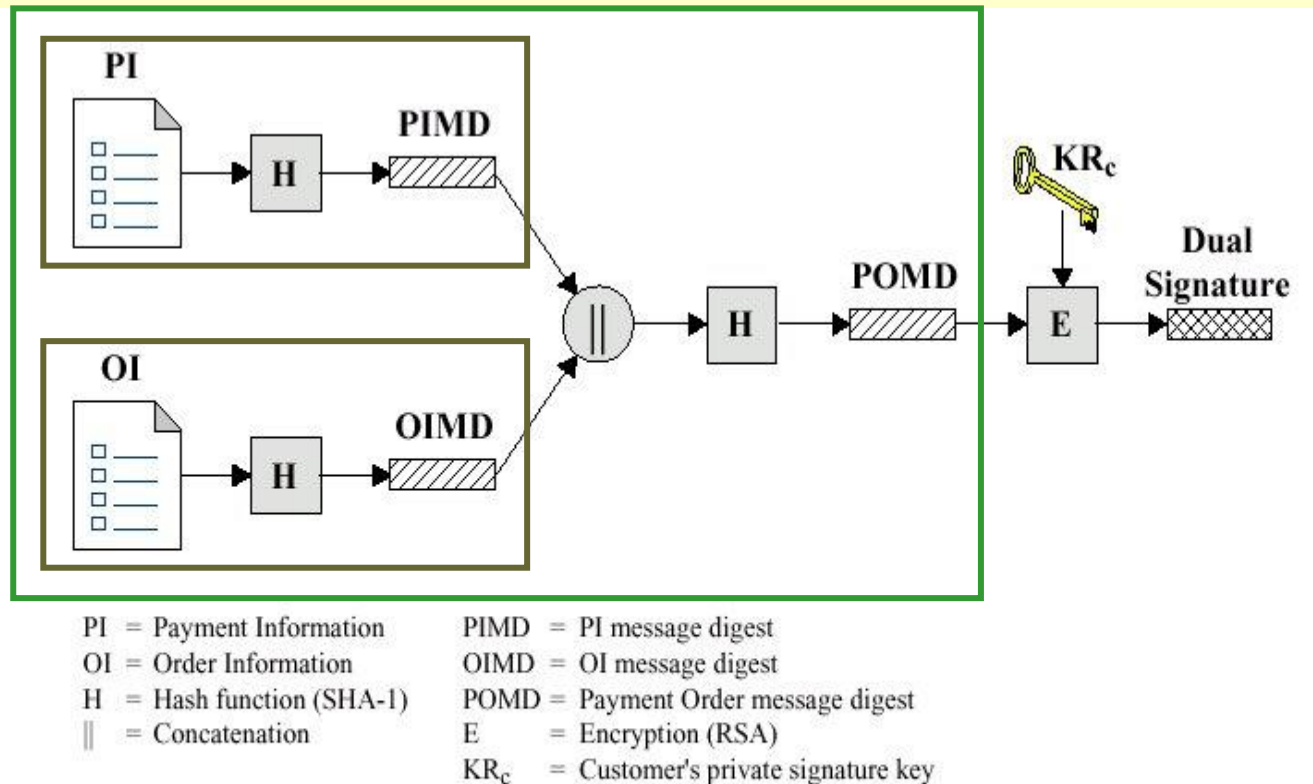 PI
H
PIMD
KRc
Dual
Signature
||
H
POMD
E
OI
H
OIMD
PI = Payment Information
OI = Order Information
H = Hash function (SHA-1)
|| = Concatenation
PIMD = PI message digest
OIMD = OI message digest
POMD = Payment Order message digest
E = Encryption (RSA)
KRc = Customer's private signature key